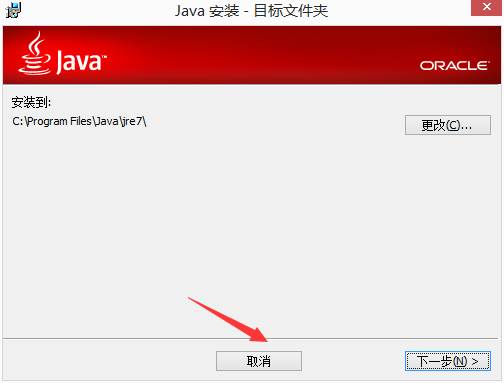 Java 安装 - 目标文件夹
Java™
ORACLE
安装到:
C:\Program Files\Java\jre7\
更改(C)...
取消
下一步(N) >